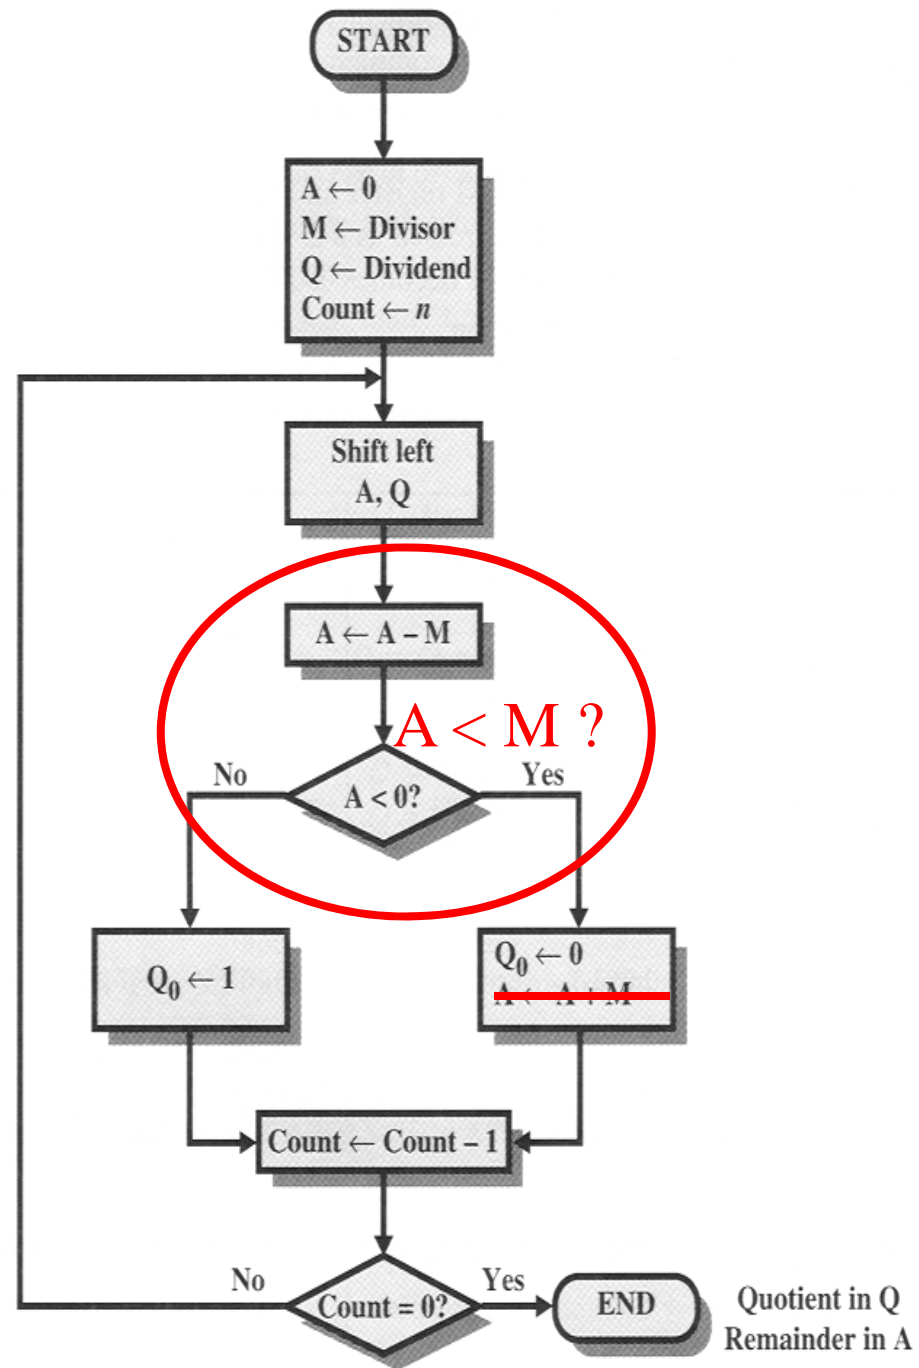 START
A ← 0
M ← Divisor
Q ← Dividend
Count ← n
Shift left
A, Q
A ← A – M
A < M ?
No
Yes
A < 0?
Q₀ ← 1
Q₀ ← 0
A ← A + M
Count ← Count – 1
No
Yes
Count = 0?
END
Quotient in Q
Remainder in A